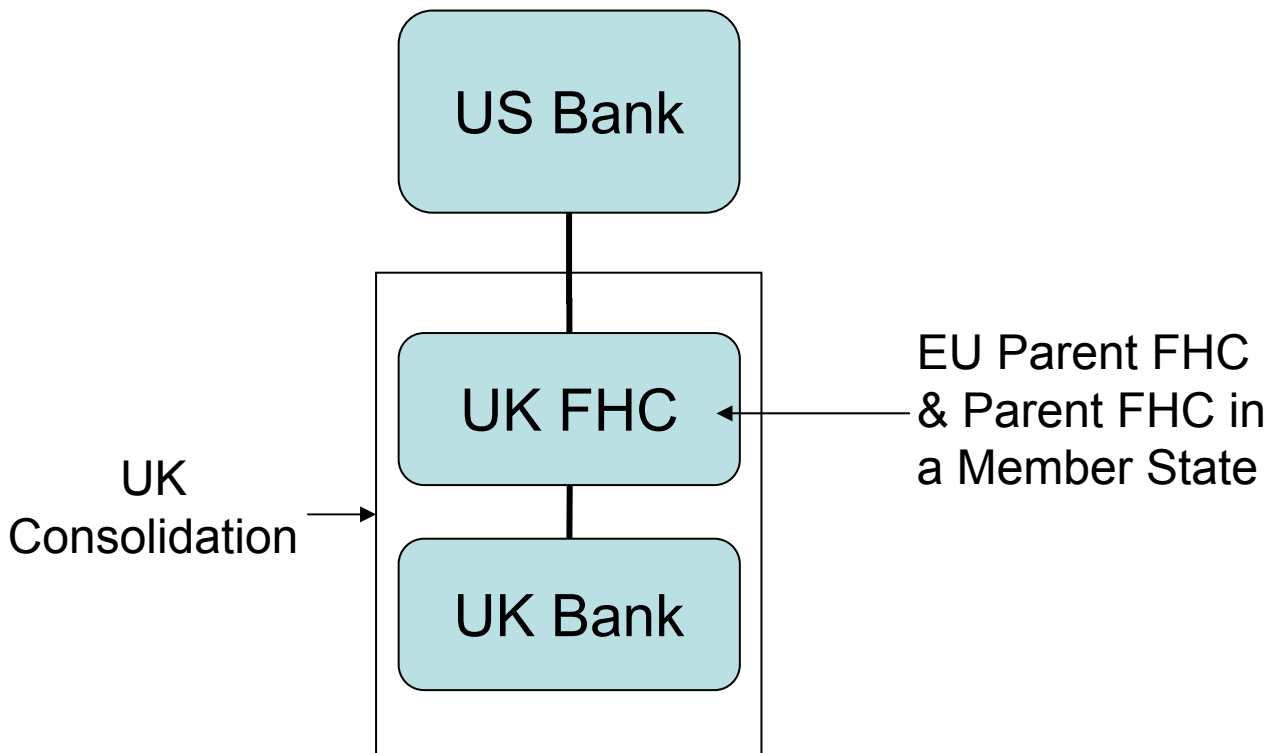 US Bank
UK FHC
EU Parent FHC
& Parent FHC in
a Member State
UK
Consolidation
UK Bank